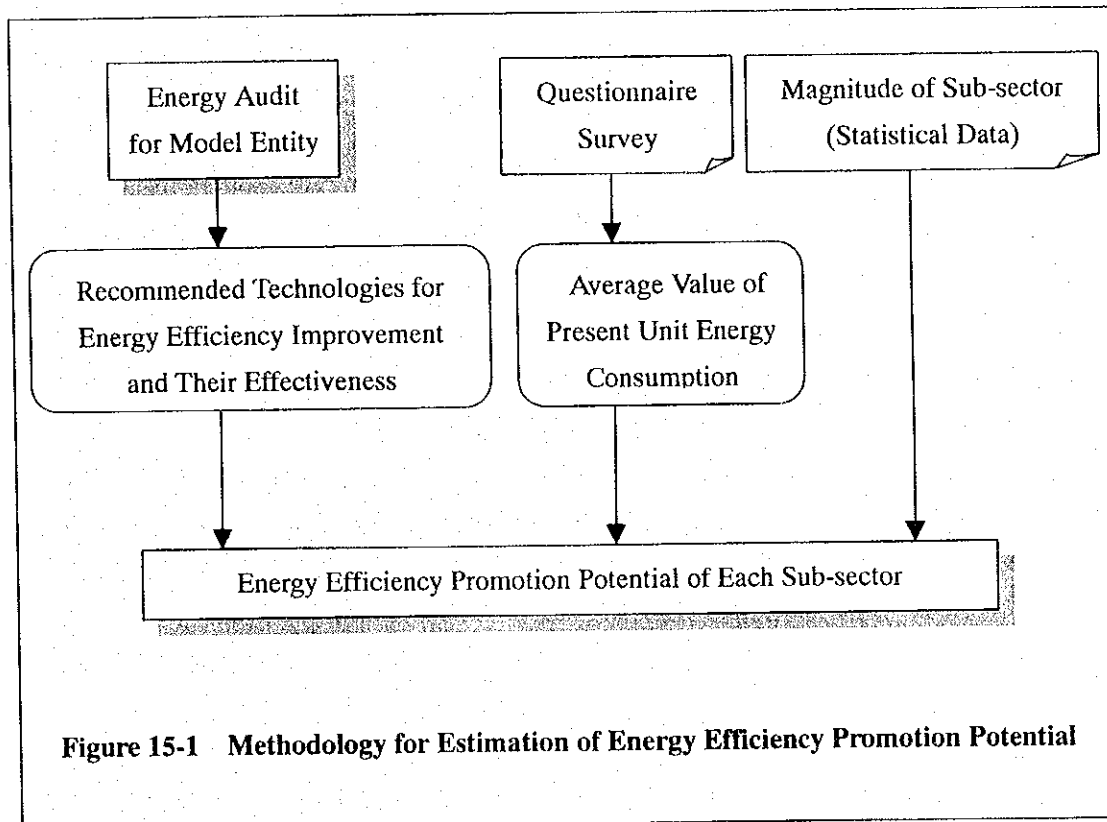 Energy Audit
for Model Entity
Questionnaire
Survey
Magnitude of Sub-sector
(Statistical Data)
Recommended Technologies for
Energy Efficiency Improvement
and Their Effectiveness
Average Value of
Present Unit Energy
Consumption
Energy Efficiency Promotion Potential of Each Sub-sector
Figure 15-1 Methodology for Estimation of Energy Efficiency Promotion Potential